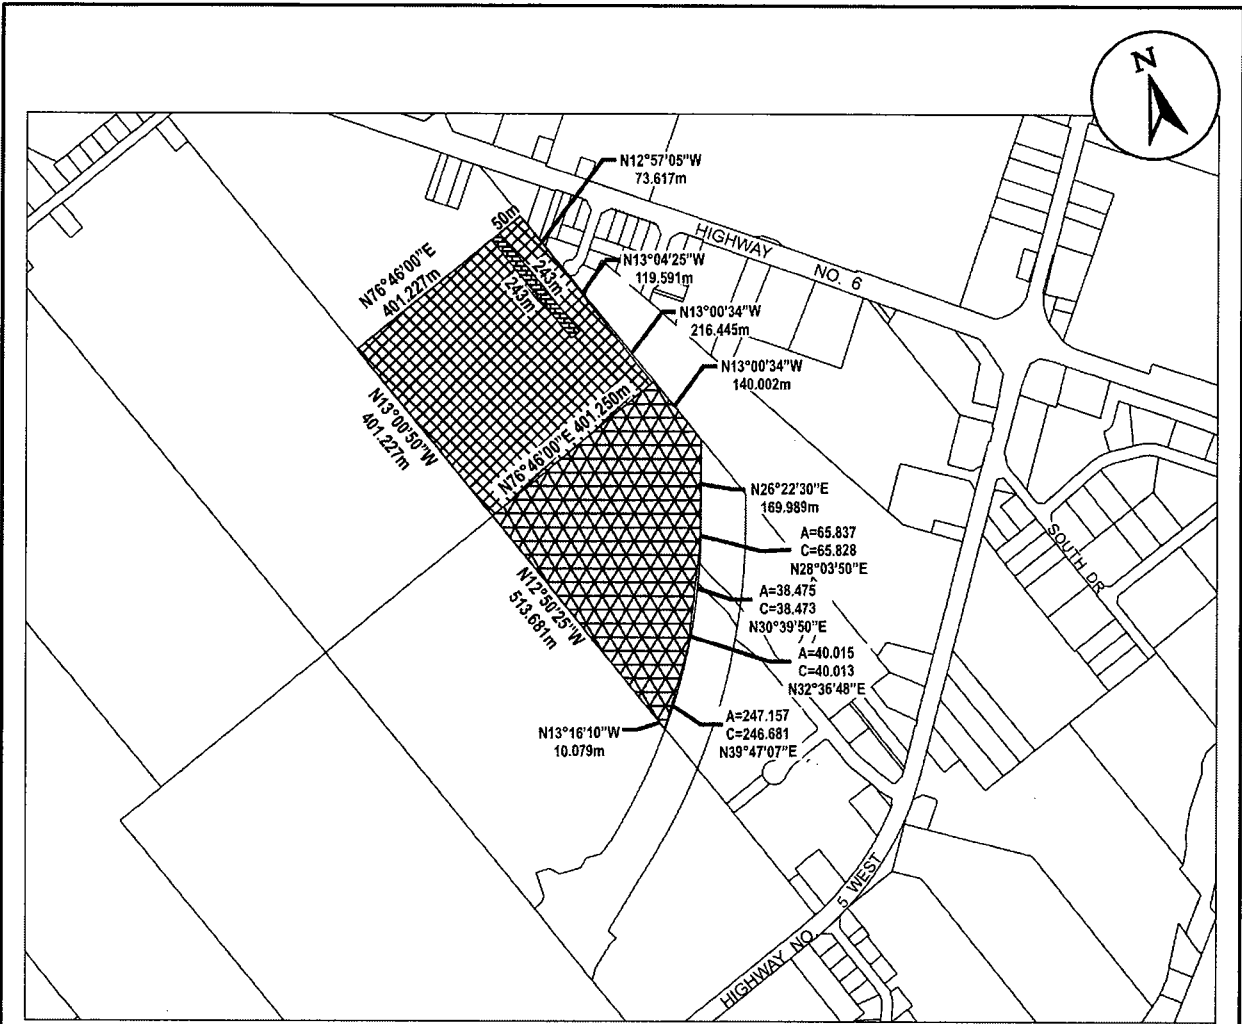 N
N12°57'05"W
73.617m
50m
HIGHWAY NO. 6
N13°04'25"W
119.591m
243m
243m
N76°46'00"E
401.227m
N13°00'34"W
216.445m
N13°00'34"W
140.002m
N13°00'50"W
401.227m
N76°46'00"E 401.250m
N26°22'30"E
169.989m
A=65.837
C=65.828
N28°03'50"E
SOUTH DR
A=38.475
C=38.473
N30°39'50"E
N12°50'25"W
513.681m
A=40.015
C=40.013
N32°36'48"E
A=247.157
C=246.681
N39°47'07"E
N13°16'10"W
10.079m
HIGHWAY NO. 5 WEST